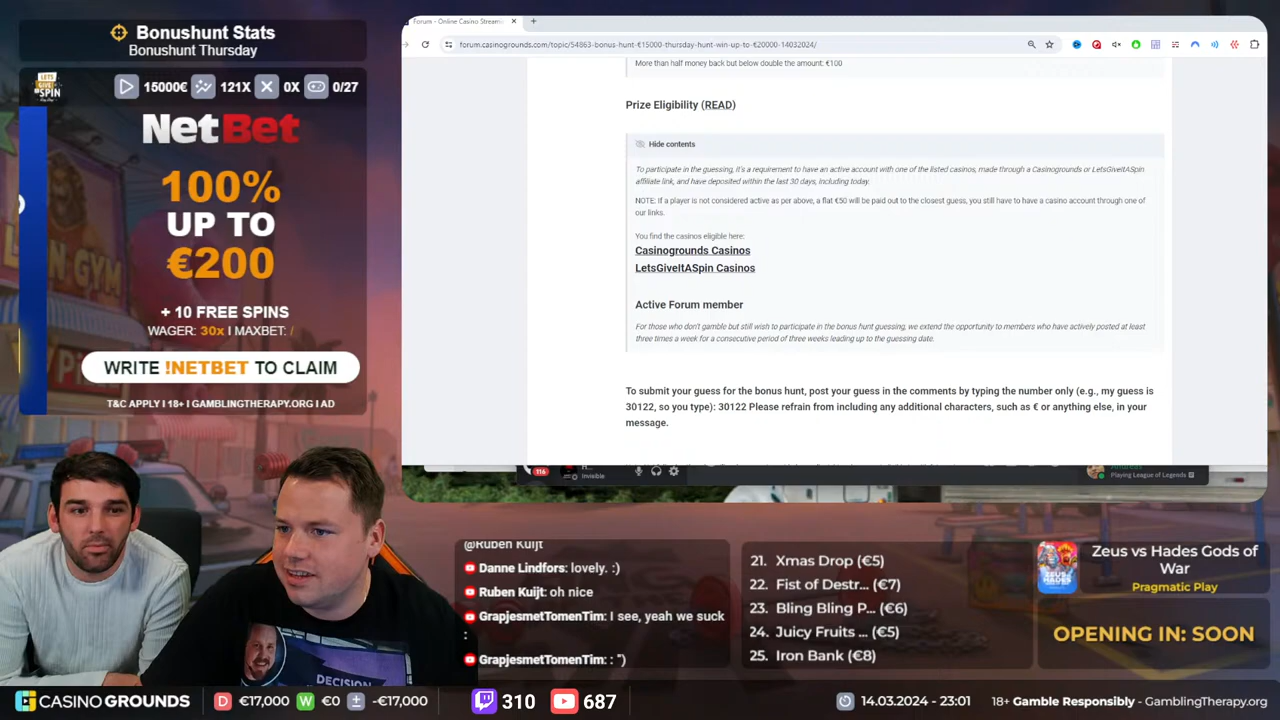 Bonushunt Stats
Bonushunt Thursday
LETS GIVE IT A SPIN
15000€ 121X 0X 0/27
NetBet
100%
UP TO
€200
+ 10 FREE SPINS
WAGER: 30x I MAXBET: /
WRITE !NETBET TO CLAIM
T&C APPLY I 18+ I GAMBLINGTHERAPY.ORG I AD
Forum - Online Casino Streams
forum.casinogrounds.com/topic/54863-bonus-hunt-€15000-thursday-hunt-win-up-to-€20000-14032024/
More than half money back but below double the amount: €100
Prize Eligibility (READ)
Hide contents
To participate in the guessing, it's a requirement to have an active account with one of the listed casinos, made through a Casinogrounds or LetsGiveItASpin
affiliate link, and have deposited within the last 30 days, including today.
NOTE: If a player is not considered active as per above, a flat €50 will be paid out to the closest guess, you still have to have a casino account through one of
our links.
You find the casinos eligible here:
Casinogrounds Casinos
LetsGiveItASpin Casinos
Active Forum member
For those who don't gamble but still wish to participate in the bonus hunt guessing, we extend the opportunity to members who have actively posted at least
three times a week for a consecutive period of three weeks leading up to the guessing date.
To submit your guess for the bonus hunt, post your guess in the comments by typing the number only (e.g., my guess is
30122, so you type): 30122 Please refrain from including any additional characters, such as € or anything else, in your
message.
116
H...
Invisible
Playing League of Legends
@Ruben Kuijt
Danne Lindfors: lovely. :)
Ruben Kuijt: oh nice
GrapjesmetTomenTim: I see, yeah we suck
:
GrapjesmetTomenTim: : ")
21. Xmas Drop (€5)
22. Fist of Destr... (€7)
23. Bling Bling P... (€6)
24. Juicy Fruits ... (€5)
25. Iron Bank (€8)
Zeus vs Hades Gods of
War
Pragmatic Play
OPENING IN: SOON
DECISION
CASINOGROUNDS D €17,000 W €0 -€17,000 310 687 14.03.2024 - 23:01 18+ Gamble Responsibly - GamblingTherapy.org